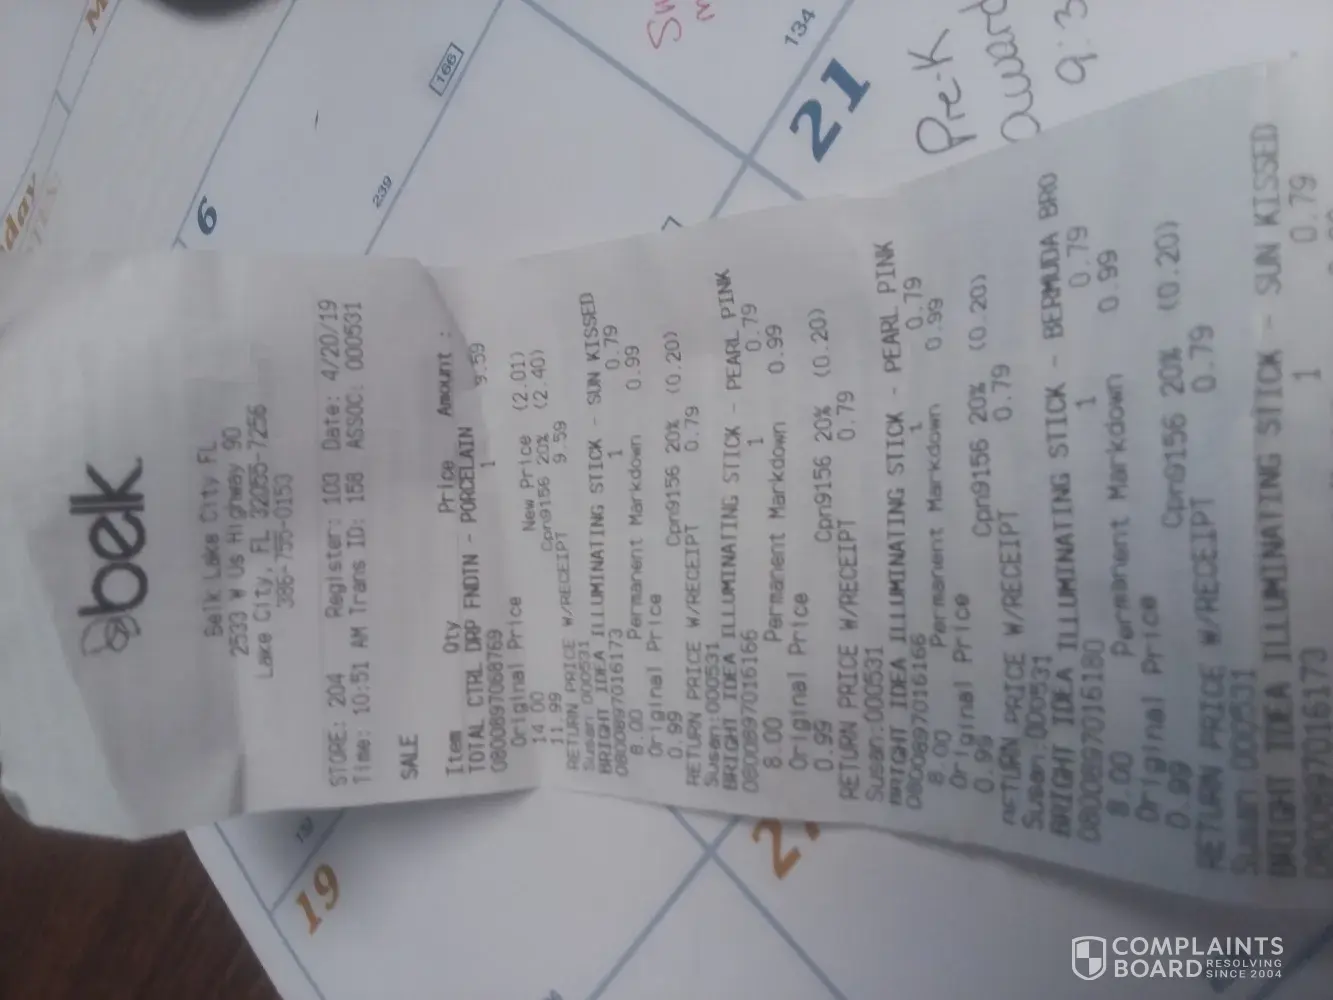 belk
Belk Lake City FL
2533 W Us Highway 90
Lake City, FL 32055-7256
386-755-0153
STORE: 204 Register: 100 Date: 4/20/19
Time: 10:51 AM Trans ID: 158 ASSOC: 000531
SALE
Item Qty Price Amount :
TOTAL CTRL DRP FNDTN - PORCELAIN
080089706876​9 1 9.59
Original Price
14.00 New Price (2.01)
11.99 Cpn9156 20% (2.40)
RETURN PRICE W/RECEIPT 9.59
Susan:000531
BRIGHT IDEA ILLUMINATING STICK - SUN KISSED
0800897016173 1 0.79
8.00 Permanent Markdown 0.99
Original Price
0.99 Cpn9156 20% (0.20)
RETURN PRICE W/RECEIPT 0.79
Susan:000531
BRIGHT IDEA ILLUMINATING STICK - PEARL PINK
0800897016166 1 0.79
8.00 Permanent Markdown 0.99
Original Price
0.99 Cpn9156 20% (0.20)
RETURN PRICE W/RECEIPT 0.79
Susan:000531
BRIGHT IDEA ILLUMINATING STICK - PEARL PINK
0800897016166 1 0.79
8.00 Permanent Markdown 0.99
Original Price
0.99 Cpn9156 20% (0.20)
RETURN PRICE W/RECEIPT 0.79
Susan:000531
BRIGHT IDEA ILLUMINATING STICK - BERMUDA BRO
0800897016180 1 0.79
8.00 Permanent Markdown 0.99
Original Price
0.99 Cpn9156 20% (0.20)
RETURN PRICE W/RECEIPT 0.79
Susan:000531
BRIGHT IDEA ILLUMINATING STICK - SUN KISSED
0800897016173 1 0.79
6
166
239
134
21
Pre-K
award
9:3
19
COMPLAINTS
BOARD RESOLVING
SINCE 2004